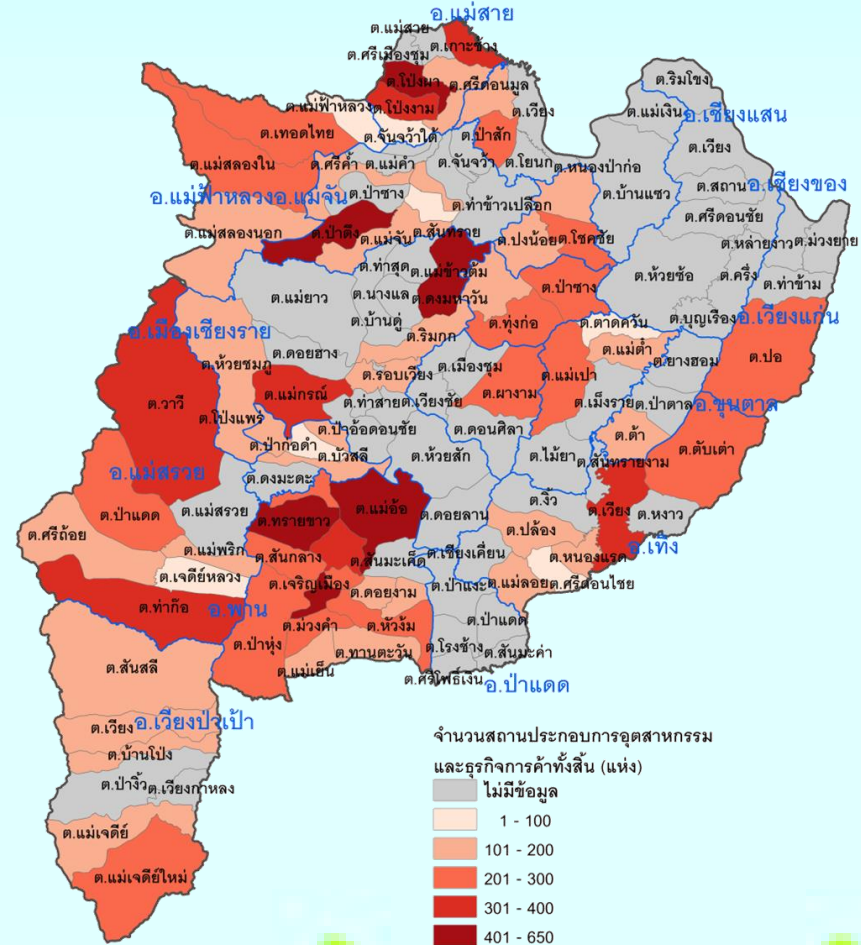 อ.แม่สาย
ต.แม่สาย
ต.เกาะช้าง
ต.ศรีเมืองชุม
ต.โป่งผา
ต.ศรีดอนมูล
ต.ริมโขง
ต.แม่ฟ้าหลวง
ต.โป่งงาม
ต.เวียง
ต.แม่เงิน
อ.เชียงแสน
ต.เทอดไทย
ต.จันจว้าใต้
ต.ป่าสัก
ต.เวียง
ต.แม่สลองใน
ต.ศรีค้ำ
ต.แม่คำ
ต.จันจว้า
ต.โยนก
ต.หนองป่าก่อ
ต.สถาน
อ.เชียงของ
อ.แม่ฟ้าหลวง
อ.แม่จัน
ต.ป่าซาง
ต.ท่าข้าวเปลือก
ต.บ้านแซว
ต.ศรีดอนชัย
ต.แม่สลองนอก
ต.ป่าตึง
ต.แม่จัน
ต.สันทราย
ต.ปงน้อย
ต.โชคชัย
ต.หล่ายงาว
ต.ม่วงยาย
ต.ท่าสุด
ต.แม่ข้าวต้ม
ต.ห้วยซ้อ
ต.ครึ่ง
ต.ท่าข้าม
ต.แม่ยาว
ต.นางแล
ต.ดงมหาวัน
ต.ป่าซาง
ต.บ้านดู่
ต.ทุ่งก่อ
ต.ตาดควัน
ต.บุญเรือง
อ.เวียงแก่น
อ.เมืองเชียงราย
ต.ริมกก
ต.แม่ต๋ำ
ต.ยางฮอม
ต.ปอ
ต.ดอยฮาง
ต.ห้วยชมภู
ต.รอบเวียง
ต.เมืองชุม
ต.แม่เปา
ต.วาวี
ต.แม่กรณ์
ต.ท่าสาย
ต.เวียงชัย
ต.ผางาม
ต.เม็งราย
ต.ป่าตาล
อ.ขุนตาล
ต.โป่งแพร่
ต.ป่าอ้อดอนชัย
ต.ดอนศิลา
ต.ต้า
ต.ป่าก่อดำ
ต.บัวสลี
ต.ห้วยสัก
ต.ไม้ยา
ต.สันทรายงาม
ต.ตับเต่า
อ.แม่สรวย
ต.ดงมะดะ
ต.งิ้ว
ต.ป่าแดด
ต.แม่สรวย
ต.ทรายขาว
ต.แม่อ้อ
ต.ดอยลาน
ต.เวียง
ต.หงาว
ต.ศรีถ้อย
ต.ปล้อง
อ.เทิง
ต.แม่พริก
ต.สันกลาง
ต.สันมะเค็ด
ต.เชียงเคี่ยน
ต.หนองแรด
ต.เจดีย์หลวง
ต.เจริญเมือง
ต.ดอยงาม
ต.ป่าแงะ
ต.แม่ลอย
ต.ศรีดอนไชย
ต.ท่าก๊อ
อ.พาน
ต.ม่วงคำ
ต.หัวง้ม
ต.ป่าแดด
ต.ป่าหุ่ง
ต.ทานตะวัน
ต.โรงช้าง
ต.สันมะค่า
ต.สันสลี
ต.แม่เย็น
ต.ศรีโพธิ์เงิน
อ.ป่าแดด
ต.เวียง
อ.เวียงป่าเป้า
ต.บ้านโป่ง
ต.ป่างิ้ว
ต.เวียงกาหลง
ต.แม่เจดีย์
ต.แม่เจดีย์ใหม่
จำนวนสถานประกอบการอุตสาหกรรม
และธุรกิจการค้าทั้งสิ้น (แห่ง)
ไม่มีข้อมูล
1 - 100
101 - 200
201 - 300
301 - 400
401 - 650